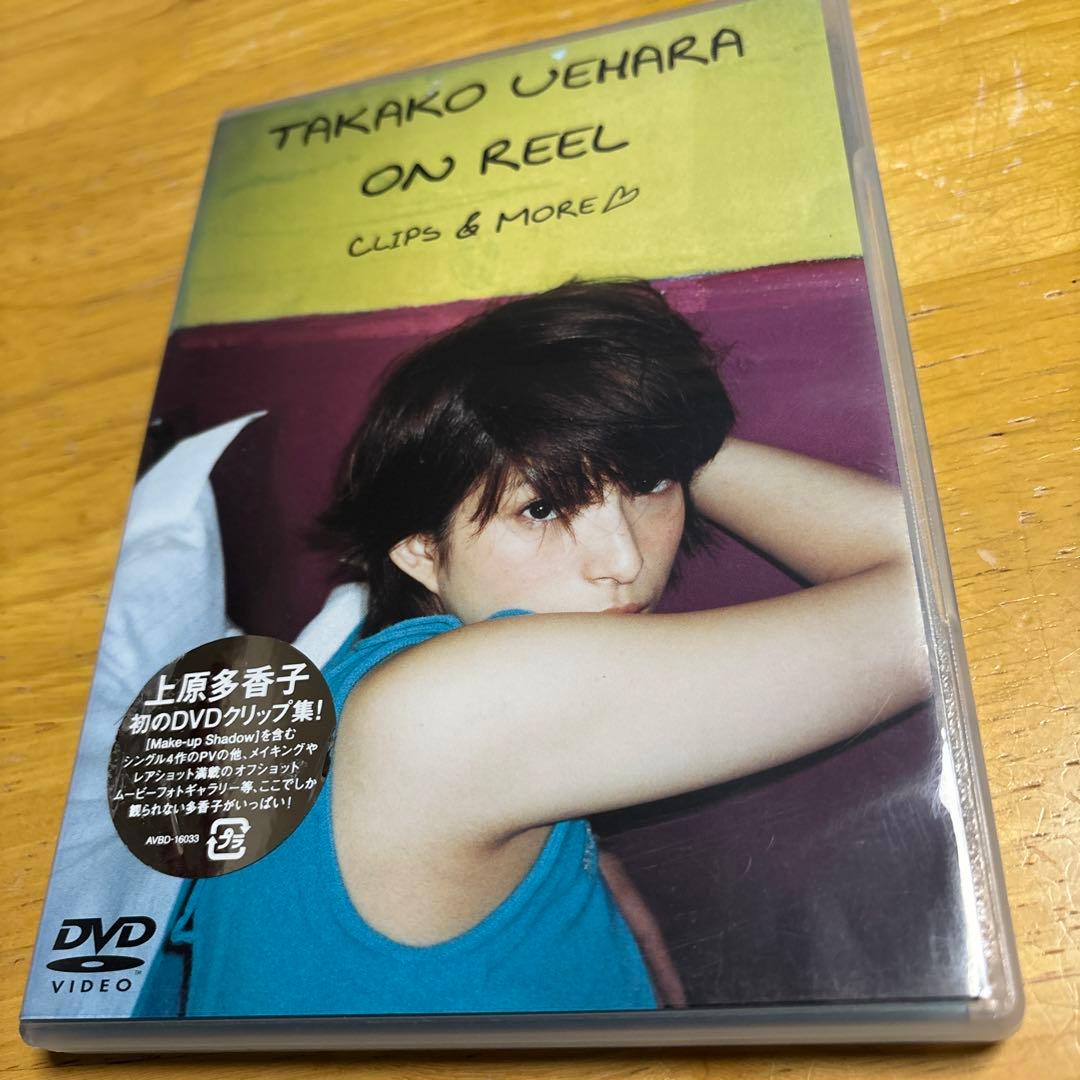 TAKAKO UEHARA
ON REEL
CLIPS & MORE♡
上原多香子
初のDVDクリップ集!
[Make-up Shadow]を含む
シングル4作のPVの他、メイキングや
レアショット満載のオフショット
ムービーフォトギャラリー等、ここでしか
観られない多香子がいっぱい!
AVBD-16033
プラ
DVD
VIDEO
TM